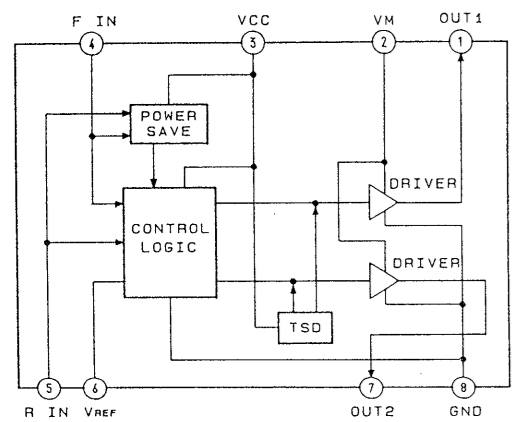 F IN VCC VM OUT1
4 3 2 1
POWER
SAVE
DRIVER
CONTROL
LOGIC
DRIVER
TSD
5 6 7 8
R IN VREF OUT2 GND